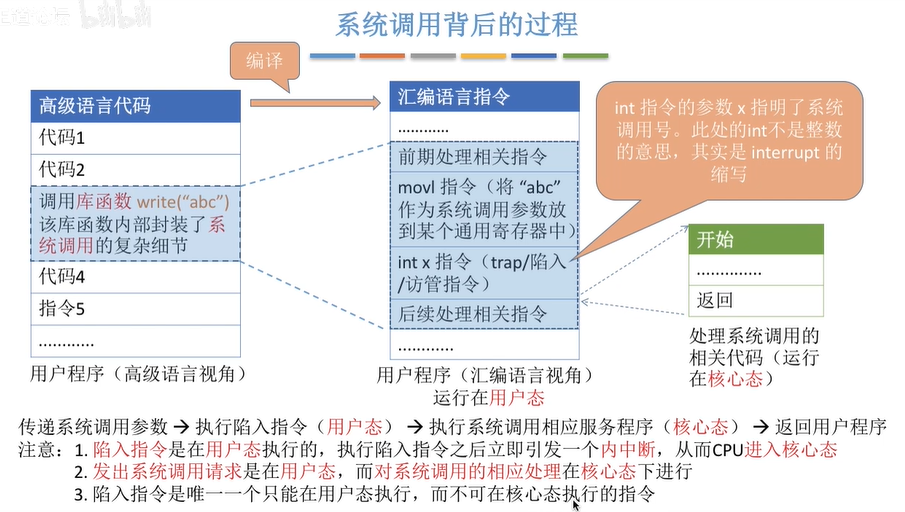 bilibili
系统调用背后的过程
编译
高级语言代码
代码1
代码2
调用库函数 write(“abc”)
该库函数内部封装了系
统调用的复杂细节
代码4
指令5
…………
用户程序（高级语言视角）
汇编语言指令
…………
前期处理相关指令
movl 指令（将 “abc”
作为系统调用参数放
到某个通用寄存器中）
int x 指令（trap/陷入
/访管指令）
后续处理相关指令
…………
用户程序（汇编语言视角）
运行在用户态
int 指令的参数 x 指明了系统
调用号。此处的int不是整数
的意思，其实是 interrupt 的
缩写
开始
…………..
返回
处理系统调用的
相关代码（运行
在核心态）
传递系统调用参数 → 执行陷入指令（用户态） → 执行系统调用相应服务程序（核心态） → 返回用户程序
注意：1. 陷入指令是在用户态执行的，执行陷入指令之后立即引发一个内中断，从而CPU进入核心态
2. 发出系统调用请求是在用户态，而对系统调用的相应处理在核心态下进行
3. 陷入指令是唯一一个只能在用户态执行，而不可在核心态执行的指令